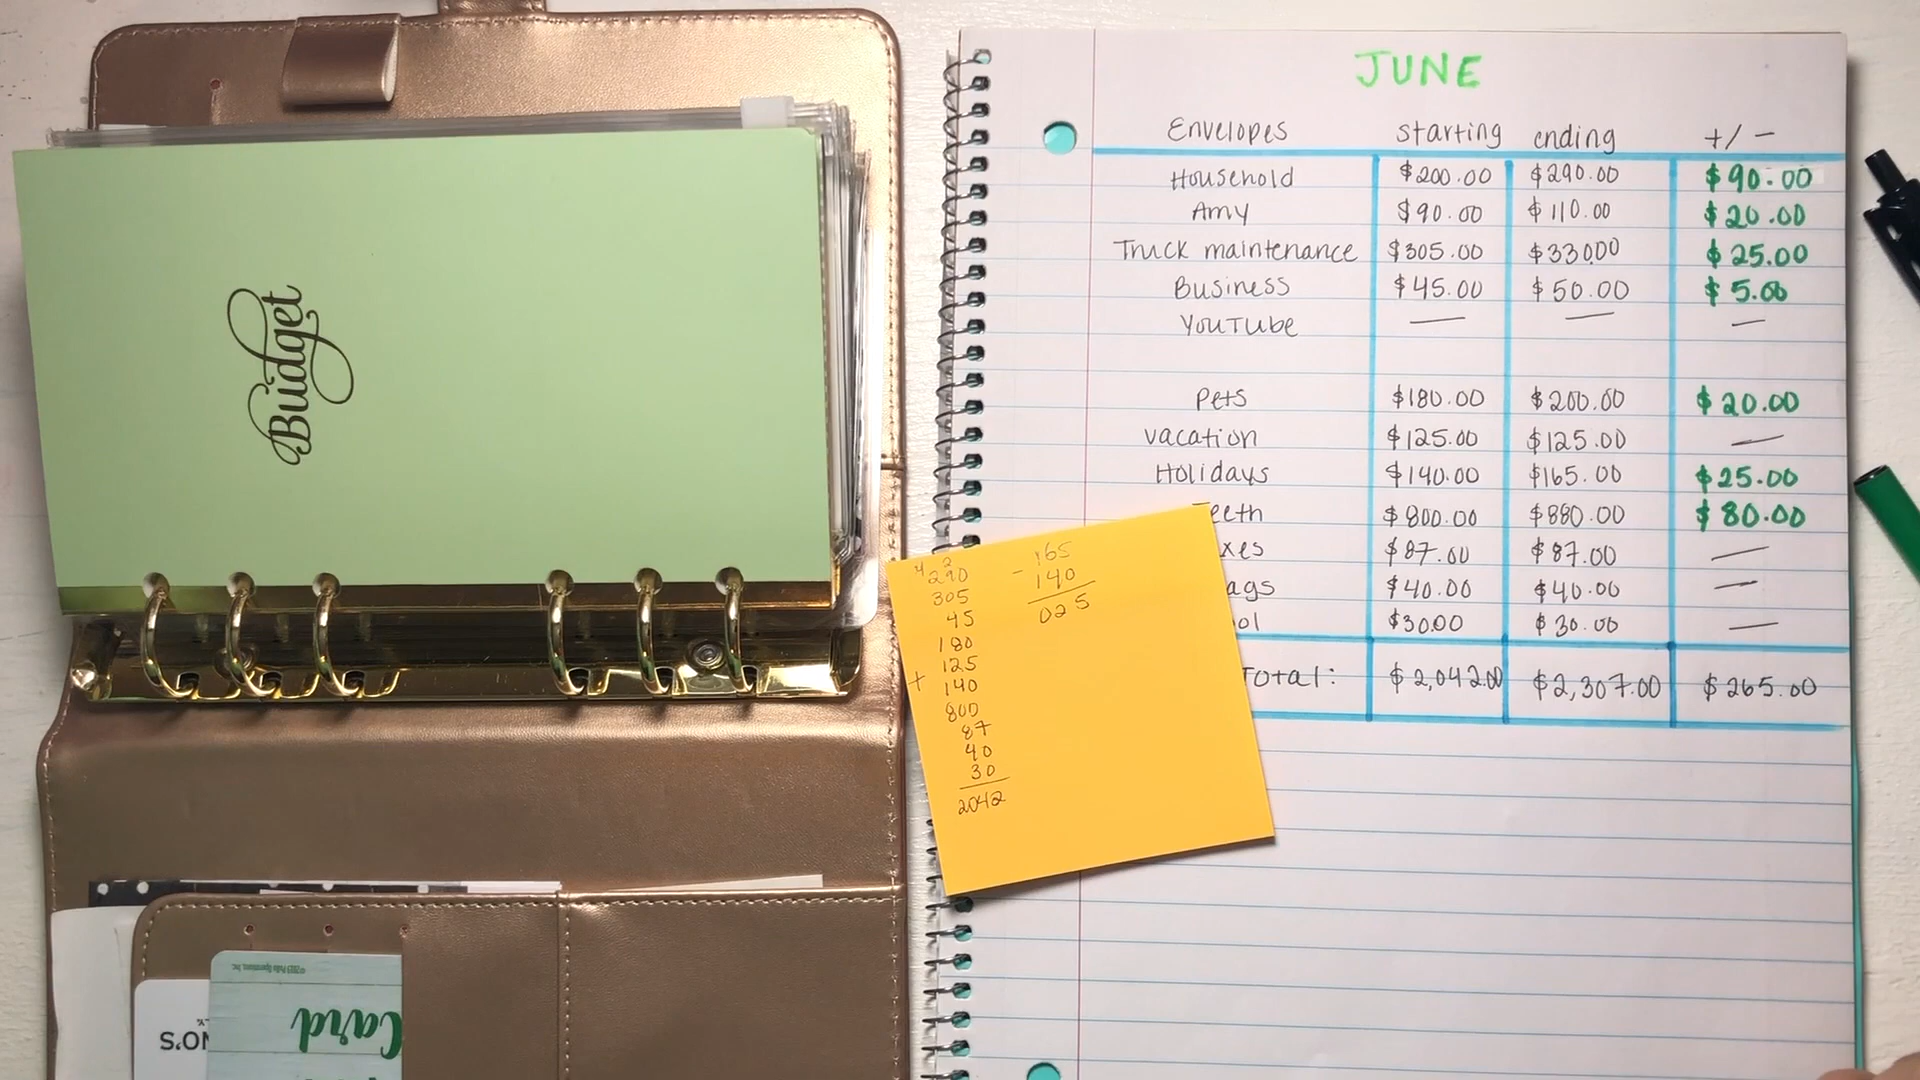 Budget
JUNE
Envelopes starting ending +/-
Household $200.00 $290.00 $90.00
Amy $90.00 $110.00 $20.00
Truck maintenance $305.00 $330.00 $25.00
Business $45.00 $50.00 $5.00
YouTube — — —
Pets $180.00 $200.00 $20.00
vacation $125.00 $125.00 —
Holidays $140.00 $165.00 $25.00
eeth $800.00 $880.00 $80.00
xes $87.00 $87.00 —
ags $40.00 $40.00 —
ol $30.00 $30.00 —
Total: $2,042.00 $2,307.00 $265.00
4 2
290
305
45
180
125
+ 140
800
87
40
30
2042
165
- 140
025
NO'S
Card